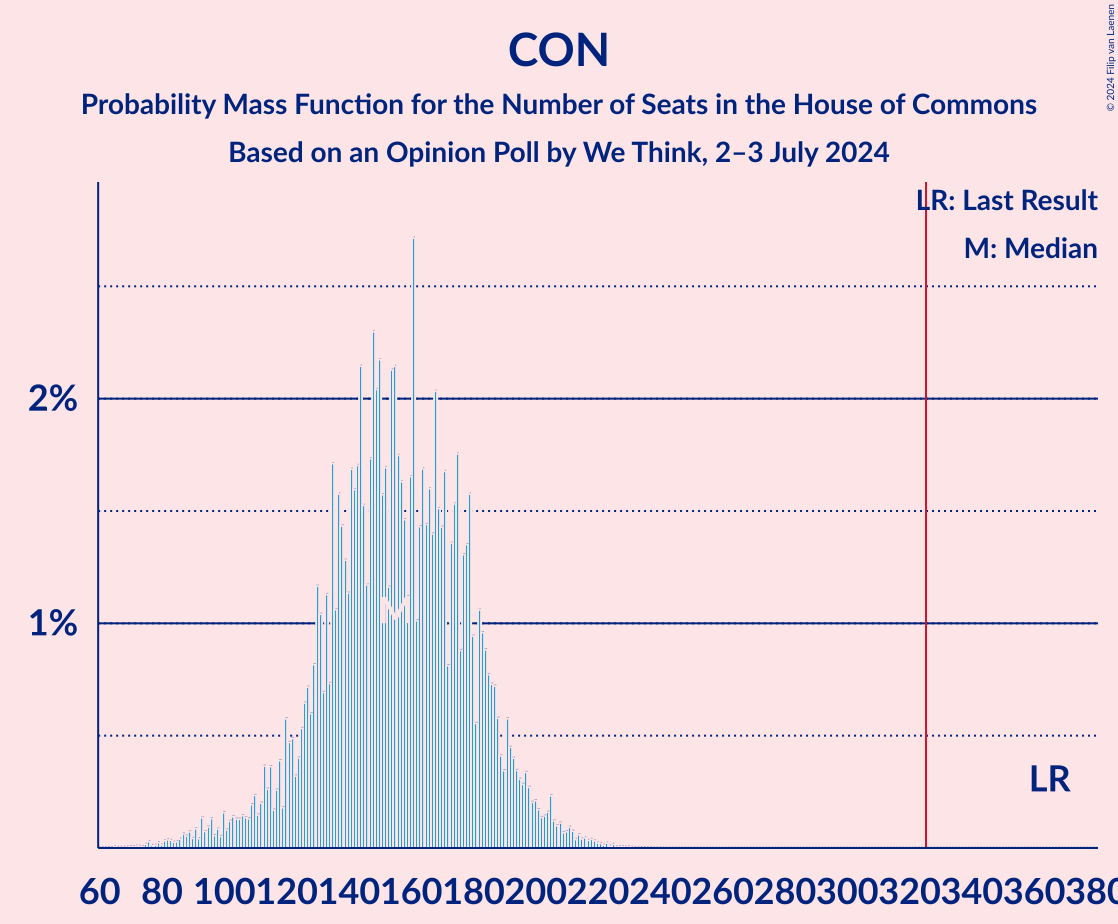 CON
Probability Mass Function for the Number of Seats in the House of Commons
Based on an Opinion Poll by We Think, 2–3 July 2024
© 2024 Filip van Laenen
LR: Last Result
M: Median
2%
1%
M
LR
60 80 100 120 140 160 180 200 220 240 260 280 300 320 340 360 380